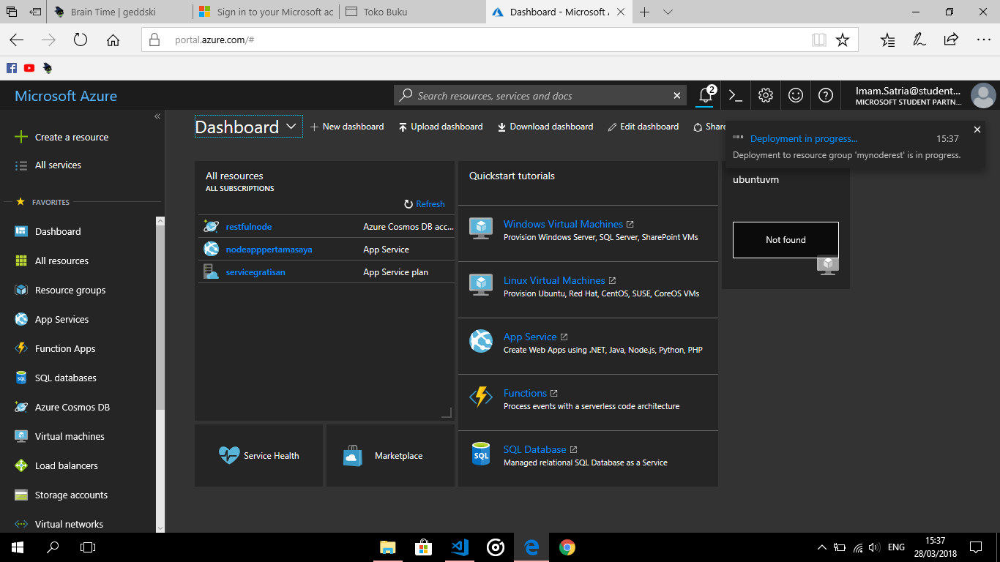 Brain Time | geddski
Sign in to your Microsoft ac
Toko Buku
Dashboard - Microsoft A
portal.azure.com/#
Microsoft Azure
Search resources, services and docs
2
Imam.Satria@student...
MICROSOFT STUDENT PARTN...
Create a resource
All services
FAVORITES
Dashboard
All resources
Resource groups
App Services
Function Apps
SQL databases
Azure Cosmos DB
Virtual machines
Load balancers
Storage accounts
Virtual networks
Dashboard
New dashboard
Upload dashboard
Download dashboard
Edit dashboard
Share
Deployment in progress...
15:37
Deployment to resource group 'mynoderest' is in progress.
All resources
ALL SUBSCRIPTIONS
Refresh
restfulnode Azure Cosmos DB acc...
nodeapppertamasaya App Service
servicegratisan App Service plan
Service Health
Marketplace
Quickstart tutorials
Windows Virtual Machines
Provision Windows Server, SQL Server, SharePoint VMs
Linux Virtual Machines
Provision Ubuntu, Red Hat, CentOS, SUSE, CoreOS VMs
App Service
Create Web Apps using .NET, Java, Node.js, Python, PHP
Functions
Process events with a serverless code architecture
SQL
SQL Database
Managed relational SQL Database as a Service
ubuntuvm
Not found
ENG
15:37
28/03/2018